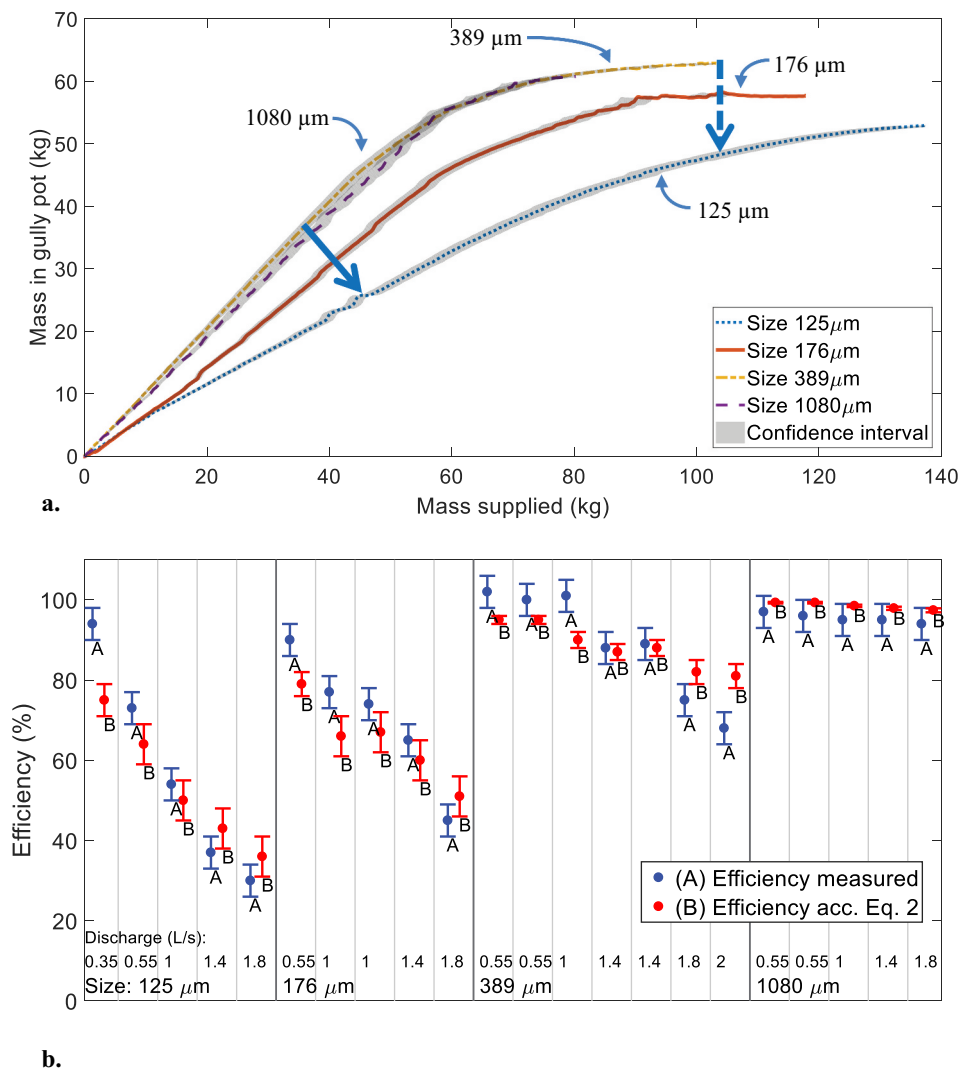 70
60
50
40
30
20
10
0
Mass in gully pot (kg)
389 µm
176 µm
1080 µm
125 µm
Size 125μm
Size 176μm
Size 389μm
Size 1080μm
Confidence interval
0 20 40 60 80 100 120 140
a. Mass supplied (kg)
100
80
60
40
20
0
Efficiency (%)
A B A B A B A B A B
A B A B A B A B A B
A B A B A B A B A B A B A B
A B A B A B A B A B
(A) Efficiency measured
(B) Efficiency acc. Eq. 2
Discharge (L/s):
0.35 0.55 1 1.4 1.8 0.55 1 1 1.4 1.8 0.55 0.55 1 1.4 1.4 1.8 2 0.55 0.55 1 1.4 1.8
Size: 125 μm 176 μm 389 μm 1080 μm
b.